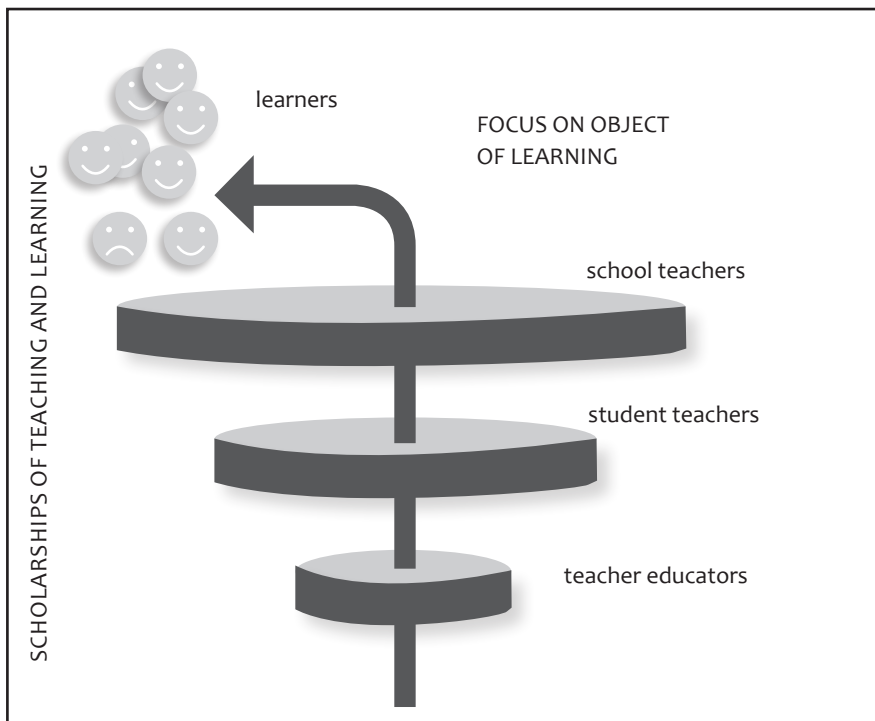 learners
FOCUS ON OBJECT
OF LEARNING
school teachers
student teachers
teacher educators
SCHOLARSHIPS OF TEACHING AND LEARNING